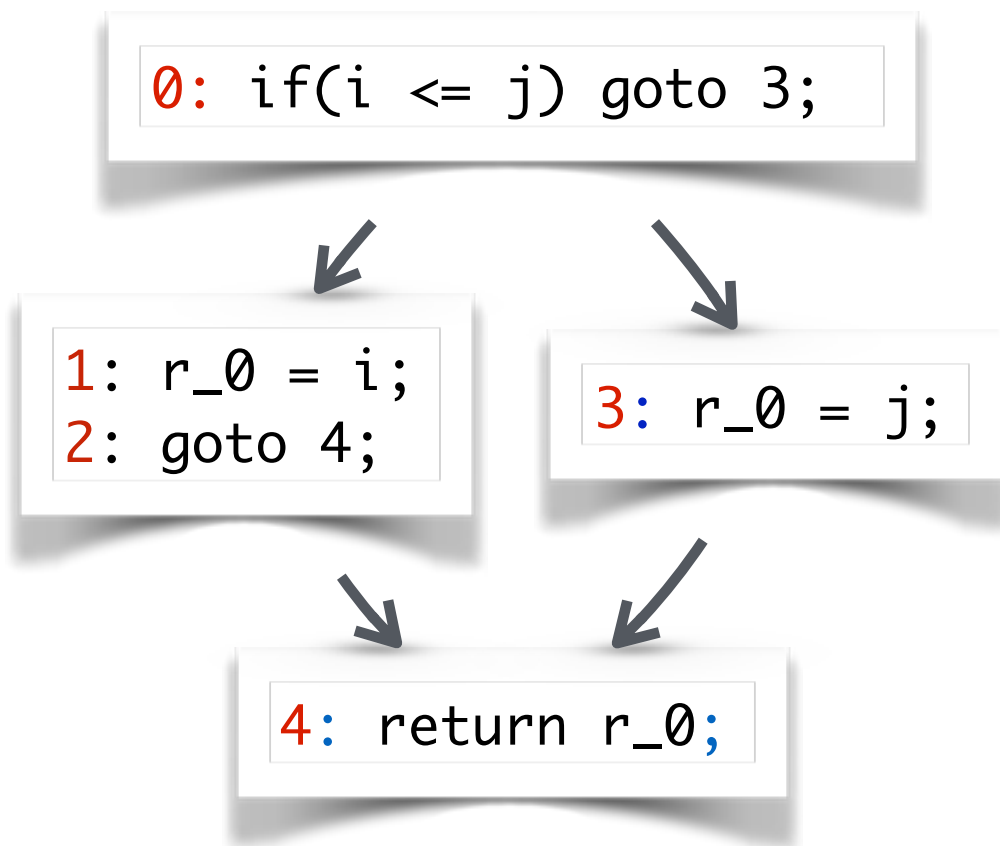 0: if(i <= j) goto 3;
1: r_0 = i;
2: goto 4;
3: r_0 = j;
4: return r_0;